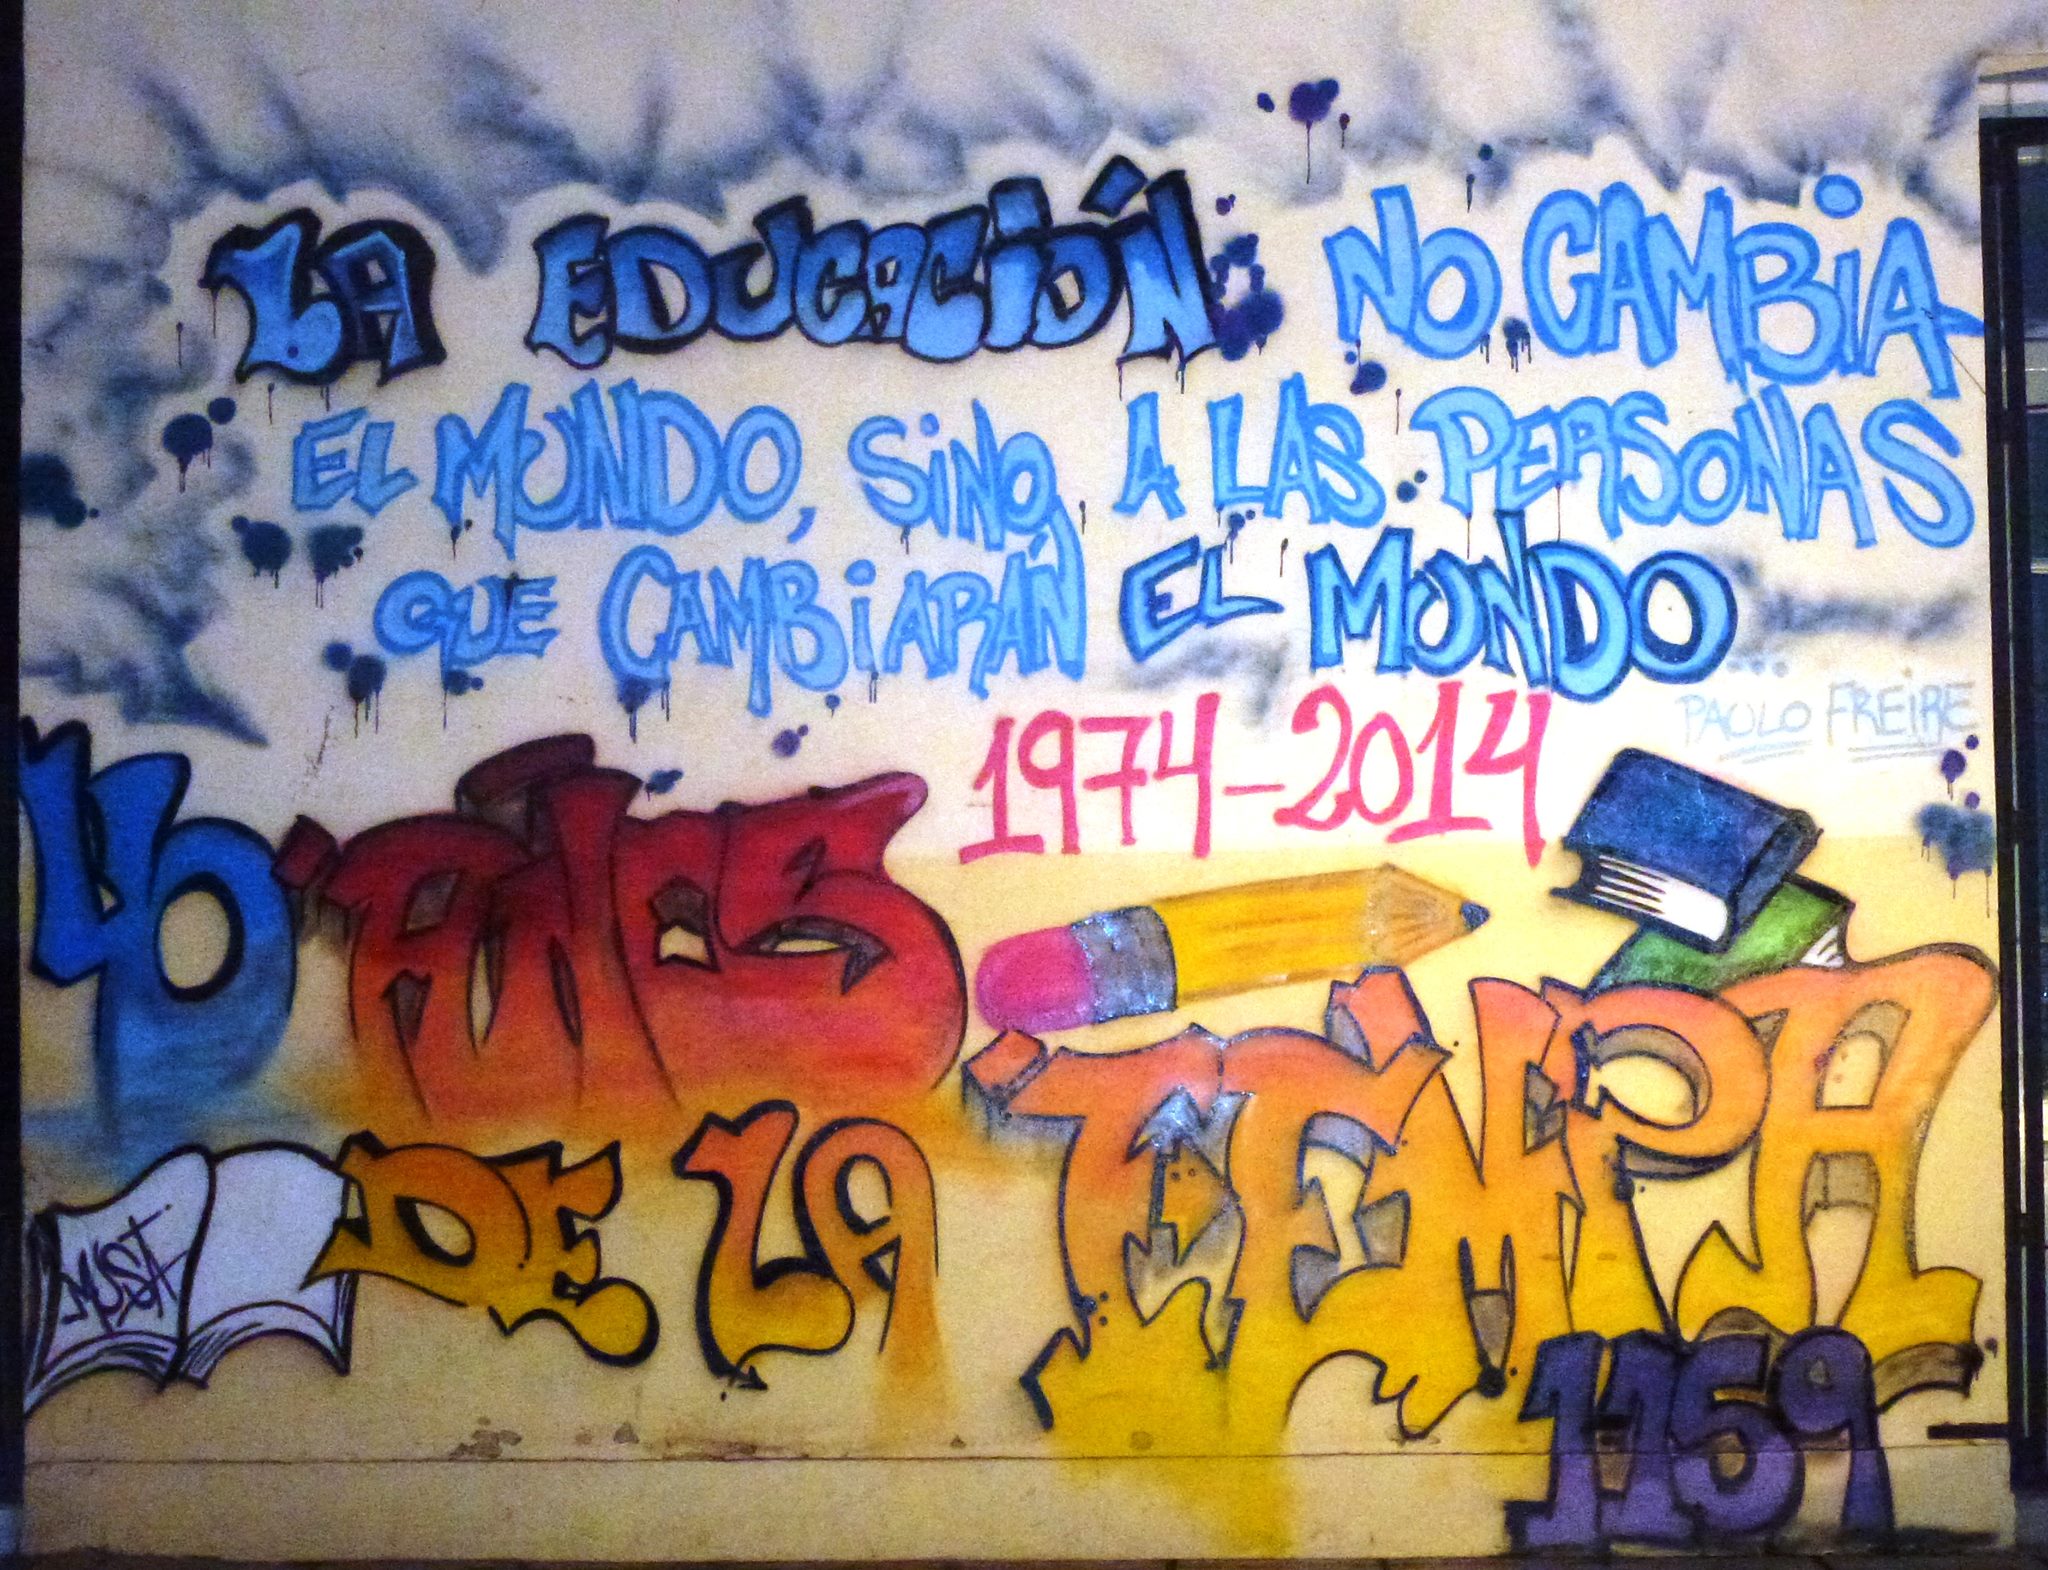 LA EDUCACIÓN NO CAMBIA
EL MUNDO, SINO A LAS PERSONAS
QUE CAMBIARÁN EL MUNDO
PAULO FREIRE
1974-2014
40 AÑOS
DE LA TEMPA
MUSA
1159